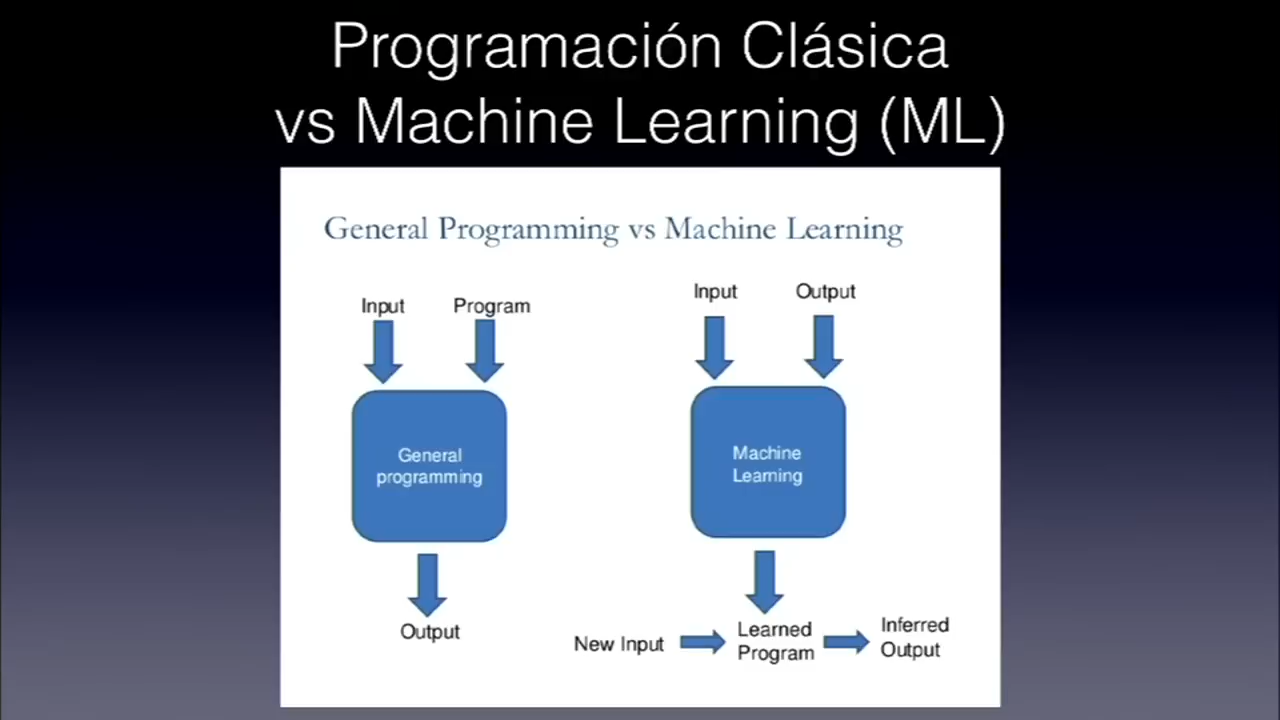 Programación Clásica
vs Machine Learning (ML)
General Programming vs Machine Learning
Input
Program
General
programming
Output
Input
Output
Machine
Learning
New Input
Learned
Program
Inferred
Output